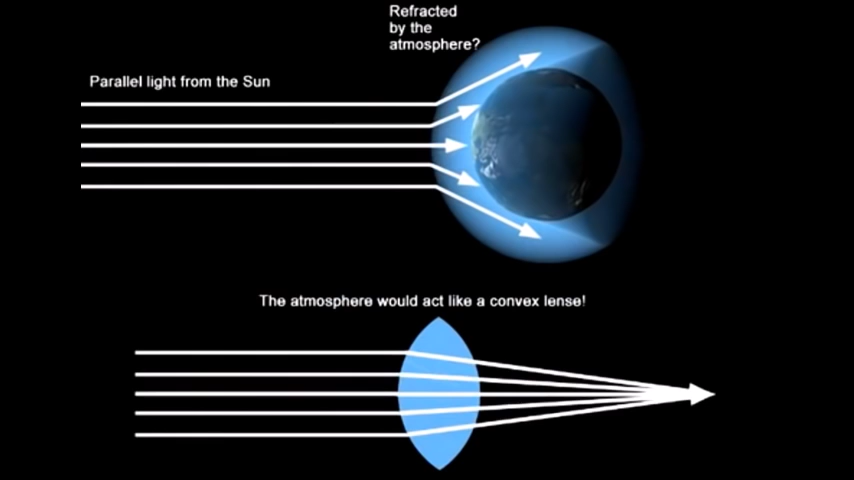 Refracted
by the
atmosphere?
Parallel light from the Sun
The atmosphere would act like a convex lense!